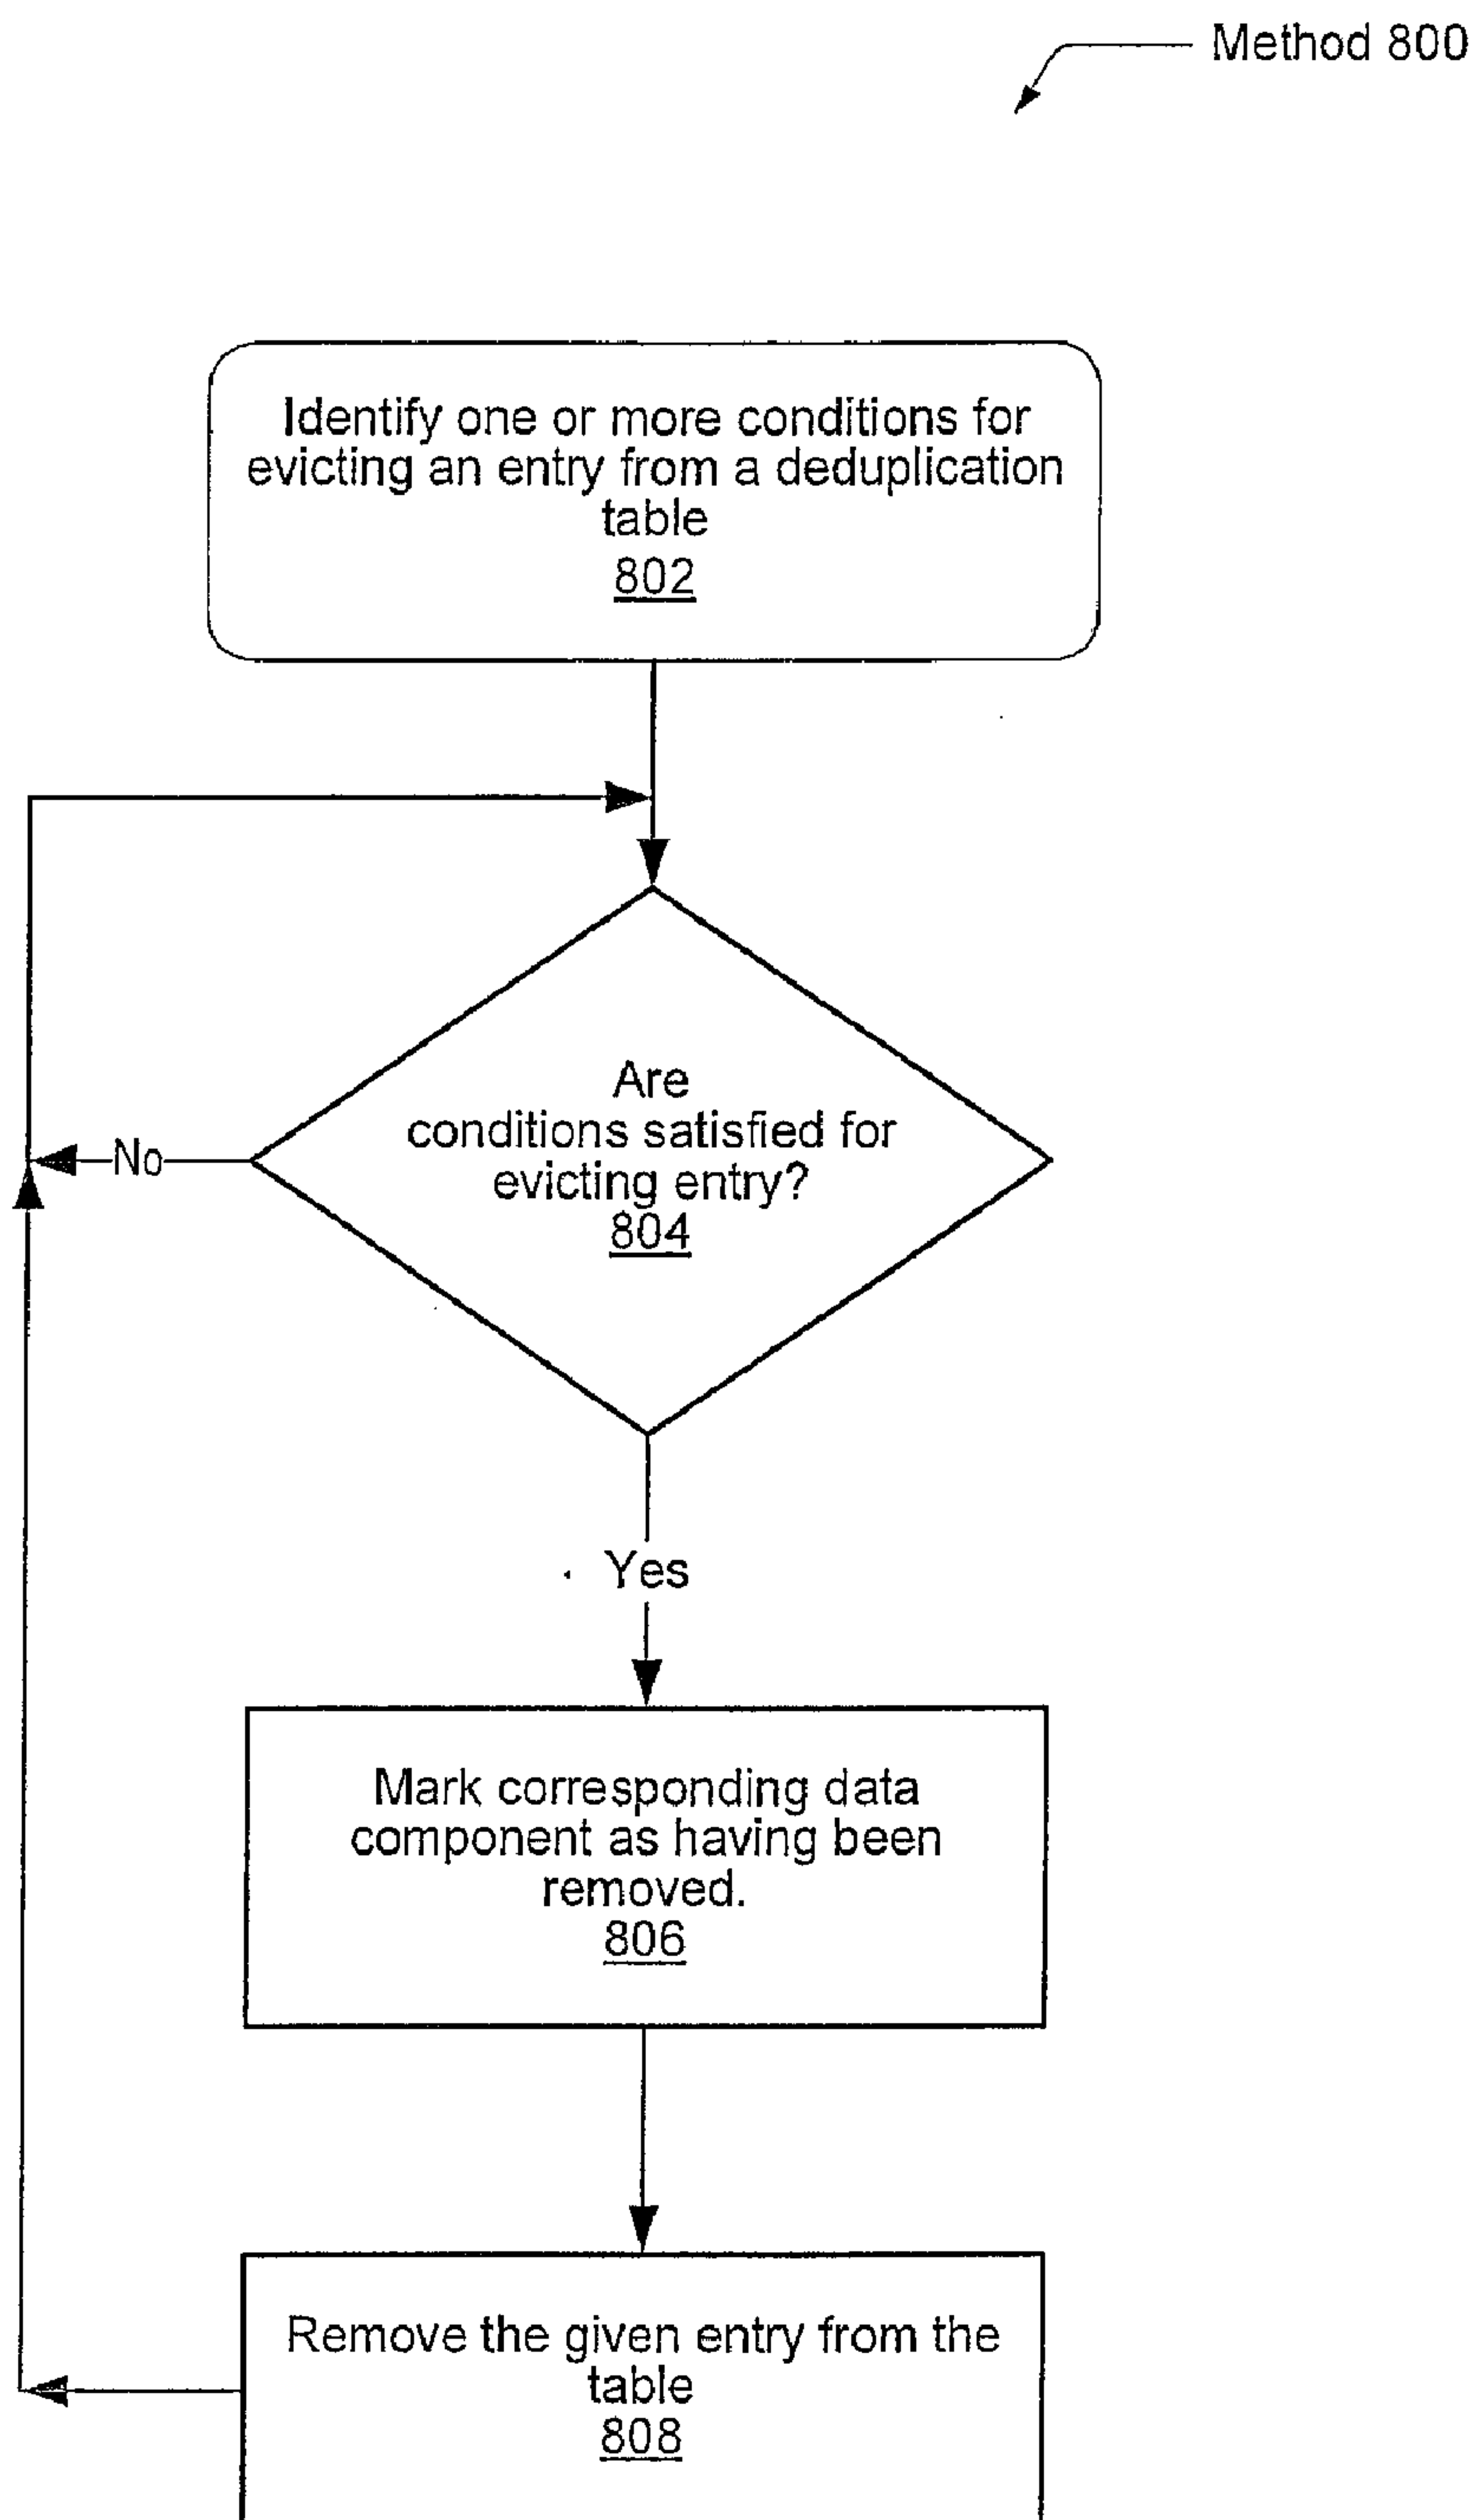 Method 800
Identify one or more conditions for
evicting an entry from a deduplication
table
802
Are
conditions satisfied for
evicting entry?
804
No
Yes
Mark corresponding data
component as having been
removed.
806
Remove the given entry from the
table
808